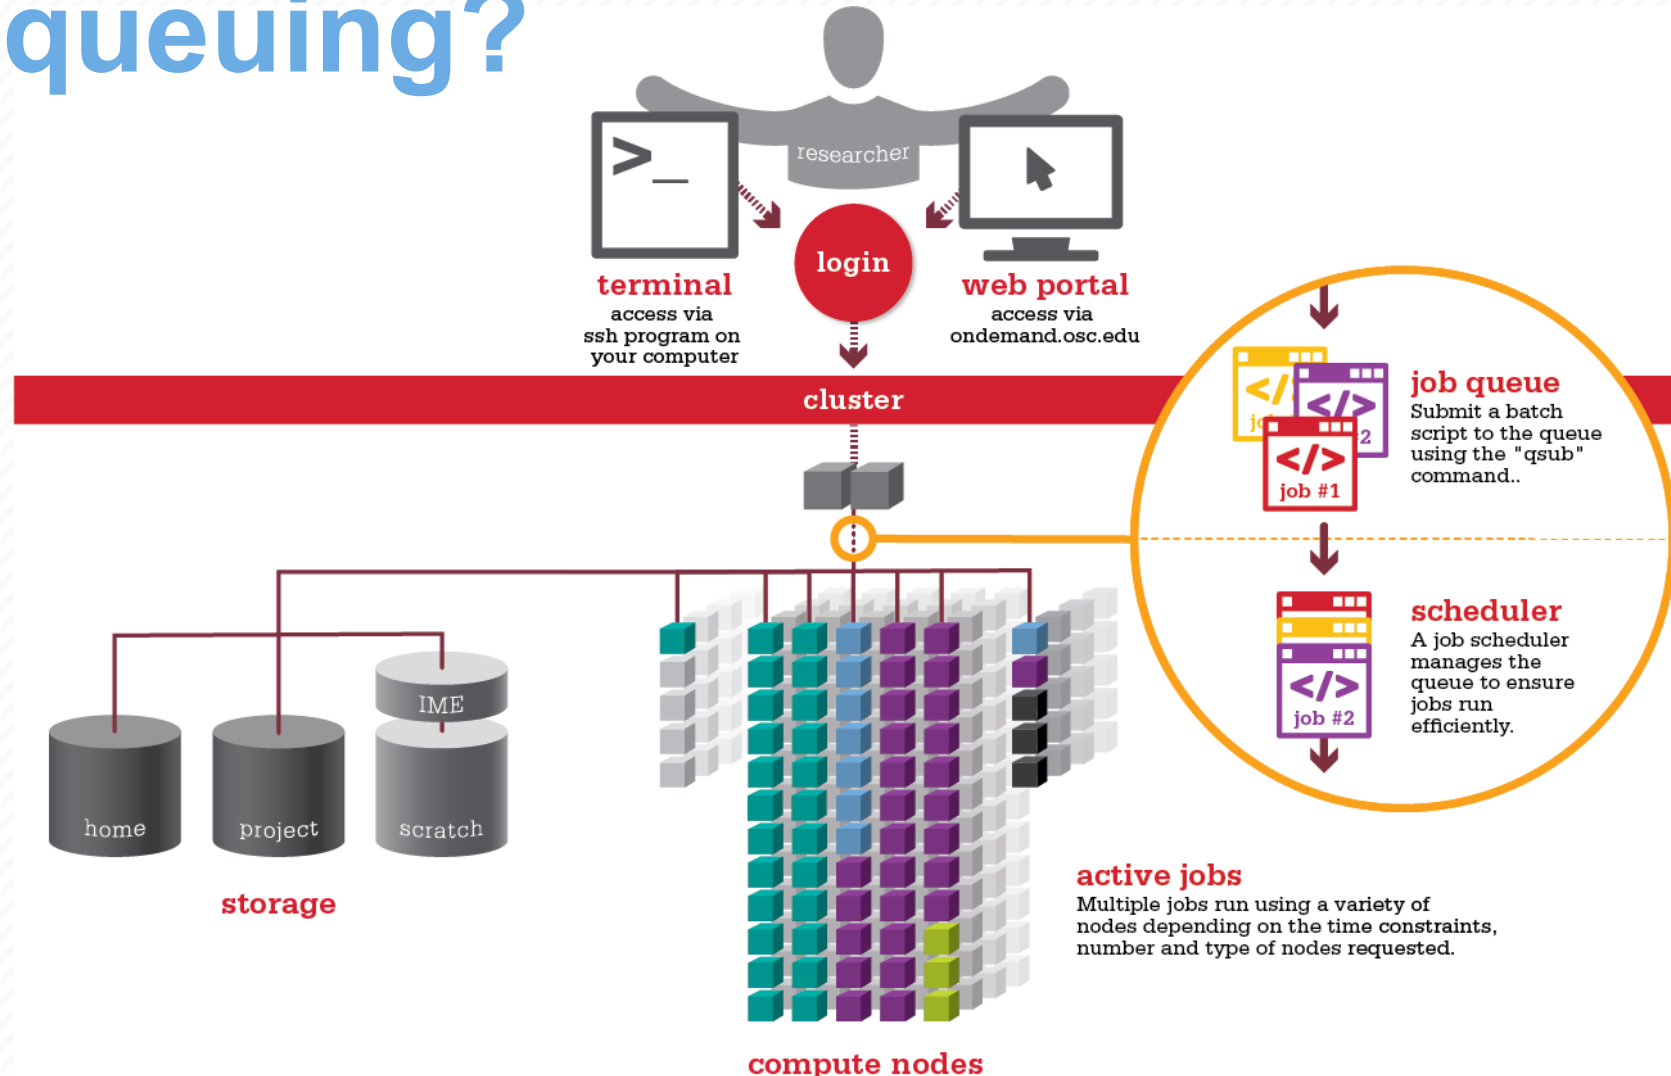 queuing?
researcher
>_
login
terminal
access via
ssh program on
your computer
web portal
access via
ondemand.osc.edu
cluster
</>
</>
2
</>
job #1
job queue
Submit a batch
script to the queue
using the "qsub"
command..
scheduler
A job scheduler
manages the
queue to ensure
jobs run
efficiently.
</>
job #2
IME
home
project
scratch
storage
active jobs
Multiple jobs run using a variety of
nodes depending on the time constraints,
number and type of nodes requested.
compute nodes